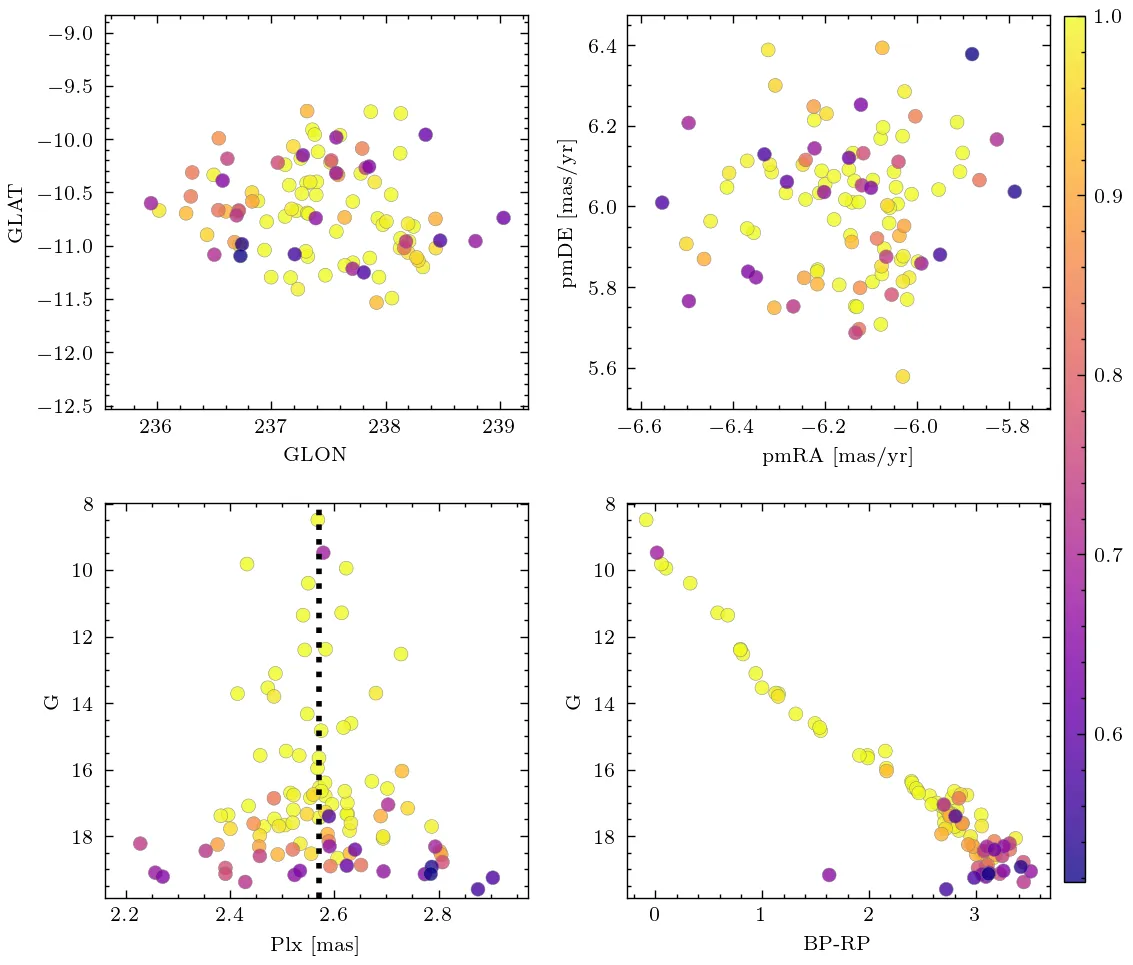 −9.0
−9.5
−10.0
−10.5
−11.0
−11.5
−12.0
−12.5
GLAT
236 237 238 239
GLON
6.4
6.2
6.0
5.8
5.6
pmDE [mas/yr]
−6.6 −6.4 −6.2 −6.0 −5.8
pmRA [mas/yr]
1.0
0.9
0.8
0.7
0.6
8
10
12
14
16
18
G
2.2 2.4 2.6 2.8
Plx [mas]
8
10
12
14
16
18
G
0 1 2 3
BP-RP